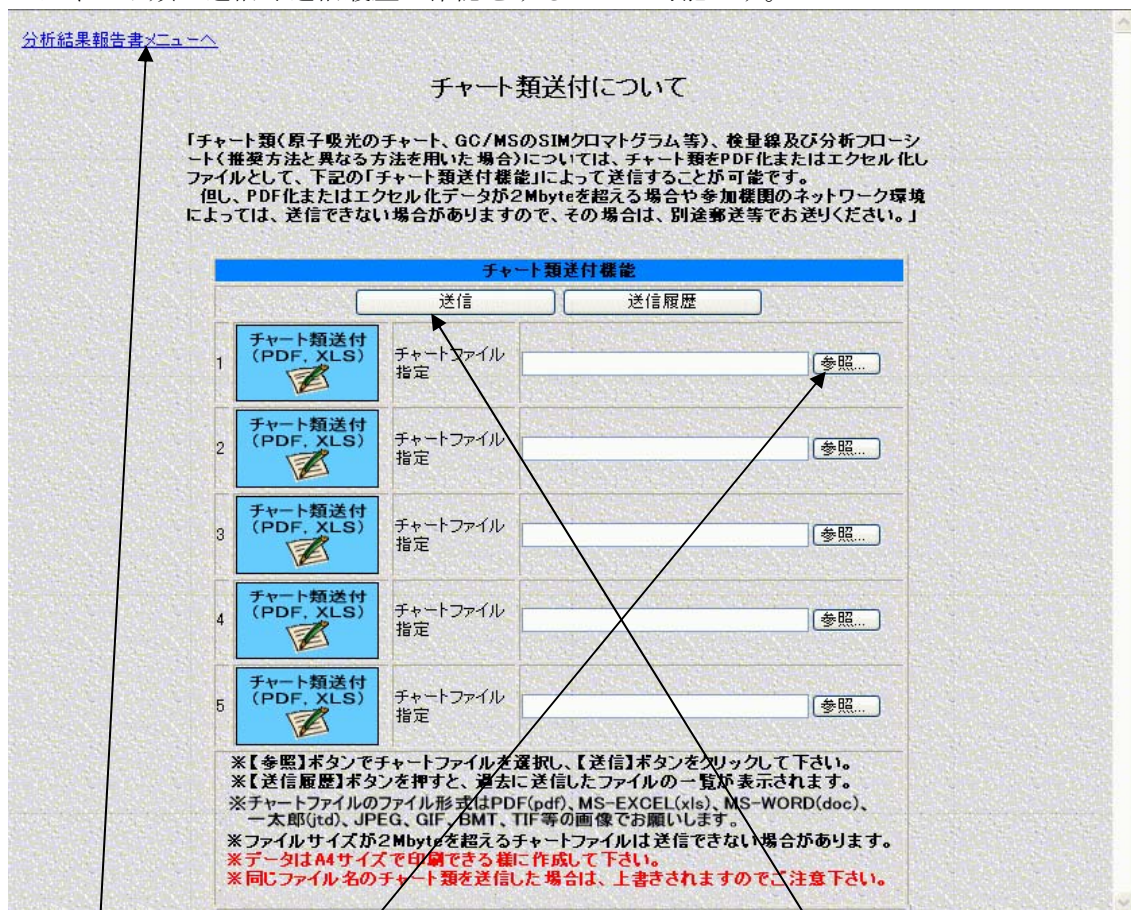 分析結果報告書メニューへ
チャート類送付について
「チャート類(原子吸光のチャート、GC/MSのSIMクロマトグラム等)、検量線及び分析フローシ
ート(推奨方法と異なる方法を用いた場合)については、チャート類をPDF化またはエクセル化し
ファイルとして、下記の「チャート類送付機能」によって送信することが可能です。
但し、PDF化またはエクセル化データが2Mbyteを超える場合や参加機関のネットワーク環境
によっては、送信できない場合がありますので、その場合は、別途郵送等でお送りください。」
チャート類送付機能
送信 送信履歴
1 チャート類送付 (PDF, XLS) チャートファイル指定 参照...
2 チャート類送付 (PDF, XLS) チャートファイル指定 参照...
3 チャート類送付 (PDF, XLS) チャートファイル指定 参照...
4 チャート類送付 (PDF, XLS) チャートファイル指定 参照...
5 チャート類送付 (PDF, XLS) チャートファイル指定 参照...
※【参照】ボタンでチャートファイルを選択し、【送信】ボタンをクリックして下さい。
※【送信履歴】ボタンを押すと、過去に送信したファイルの一覧が表示されます。
※チャートファイルのファイル形式はPDF(pdf)、MS-EXCEL(xls)、MS-WORD(doc)、
一太郎(jtd)、JPEG、GIF、BMT、TIF等の画像でお願いします。
※ファイルサイズが2Mbyteを超えるチャートファイルは送信できない場合があります。
※データはA4サイズで印刷できる様に作成して下さい。
※同じファイル名のチャート類を送信した場合は、上書きされますのでご注意下さい。